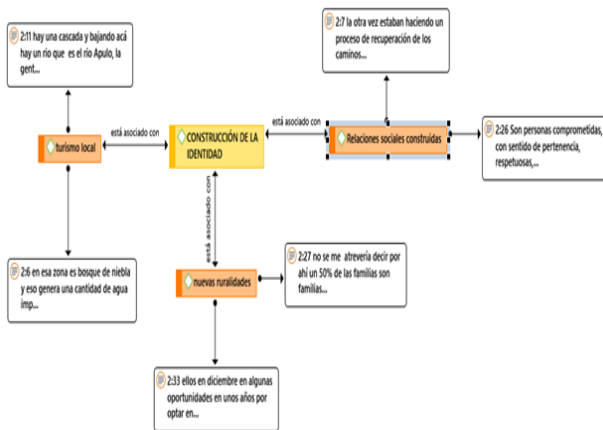 2:11 hay una cascada y bajando acá
hay un rio que es el rio Apulo, la
gent...
2:7 la otra vez estaban haciendo un
proceso de recuperación de los
caminos...
está asociado con
está asociado con
turismo local
CONSTRUCCIÓN DE LA
IDENTIDAD
Relaciones sociales construidas
2:26 Son personas comprometidas,
con sentido de pertenencia,
respetuosas,...
está asociado con
2:6 en esa zona es bosque de niebla
y eso genera una cantidad de agua
imp...
nuevas ruralidades
2:27 no se me atreveria decir por
ahi un 50% de las familias son
familias...
2:33 ellos en diciembre en algunas
oportunidades en unos años por
optar en...